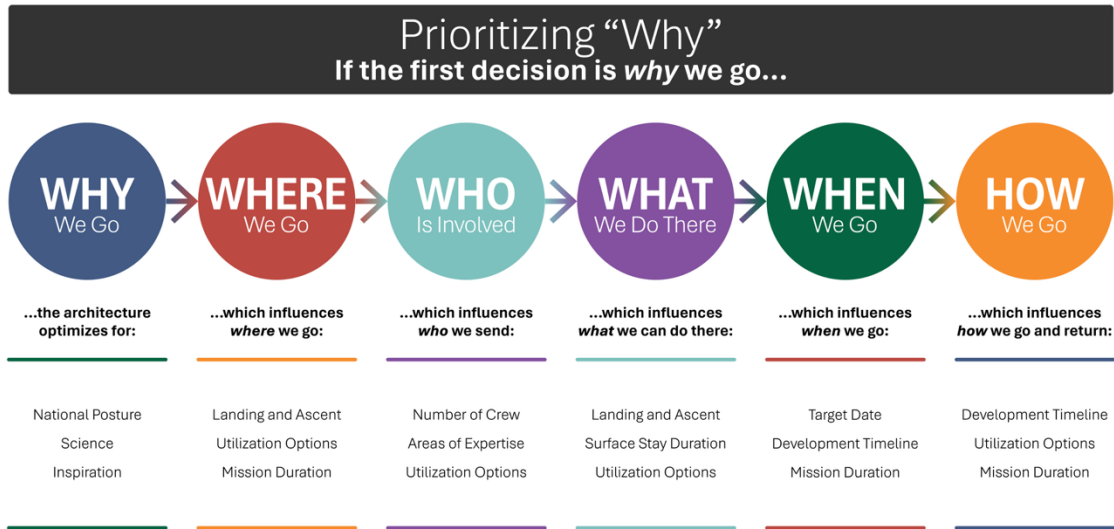 Prioritizing “Why”
If the first decision is why we go...
WHY
We Go
WHERE
We Go
WHO
Is Involved
WHAT
We Do There
WHEN
We Go
HOW
We Go
...the architecture
optimizes for:
National Posture
Science
Inspiration
...which influences
where we go:
Landing and Ascent
Utilization Options
Mission Duration
...which influences
who we send:
Number of Crew
Areas of Expertise
Utilization Options
...which influences
what we can do there:
Landing and Ascent
Surface Stay Duration
Utilization Options
...which influences
when we go:
Target Date
Development Timeline
Mission Duration
...which influences
how we go and return:
Development Timeline
Utilization Options
Mission Duration